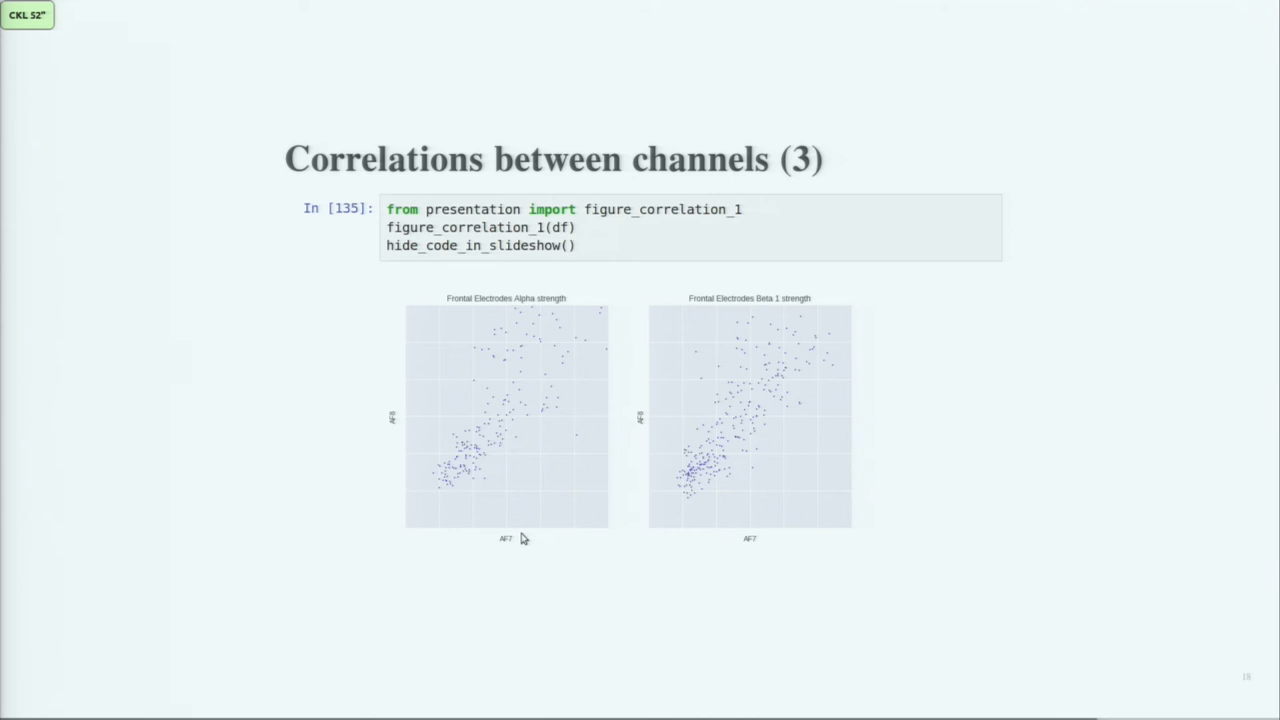 CKL 52"
Correlations between channels (3)
In [135]:
from presentation import figure_correlation_1
figure_correlation_1(df)
hide_code_in_slideshow()
Frontal Electrodes Alpha strength
Frontal Electrodes Beta 1 strength
AF8
AF8
AF7
AF7
18